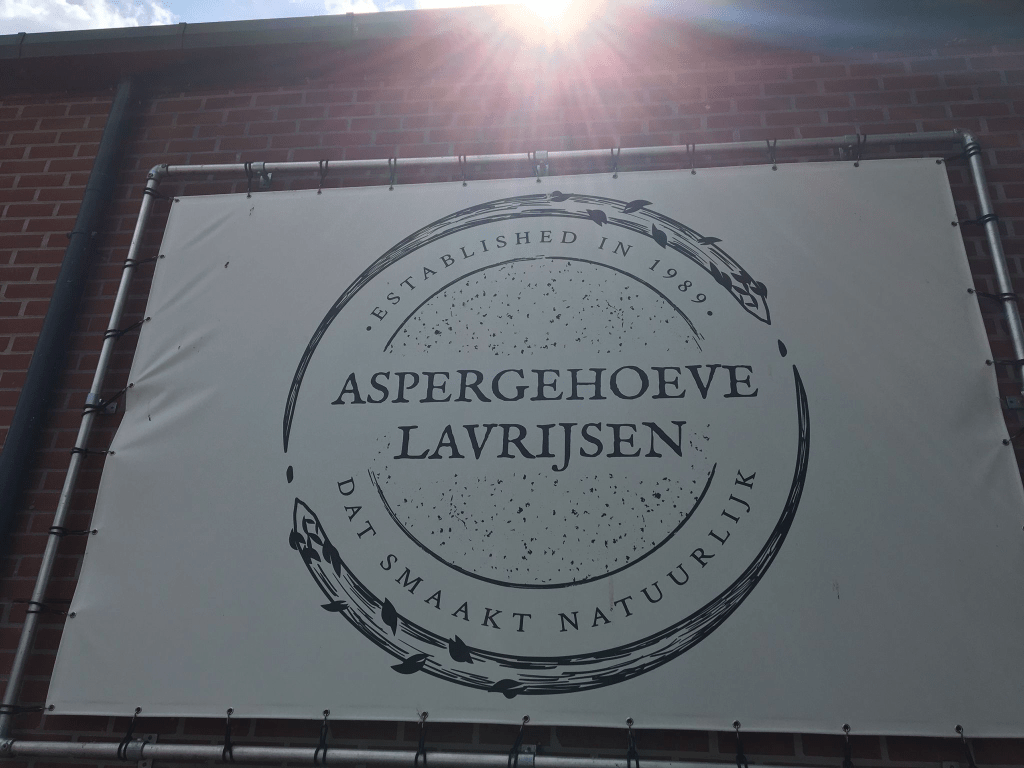 • ESTABLISHED IN 1989 •
ASPERGEHOEVE
LAVRIJSEN
DAT SMAAKT NATUURLIJK